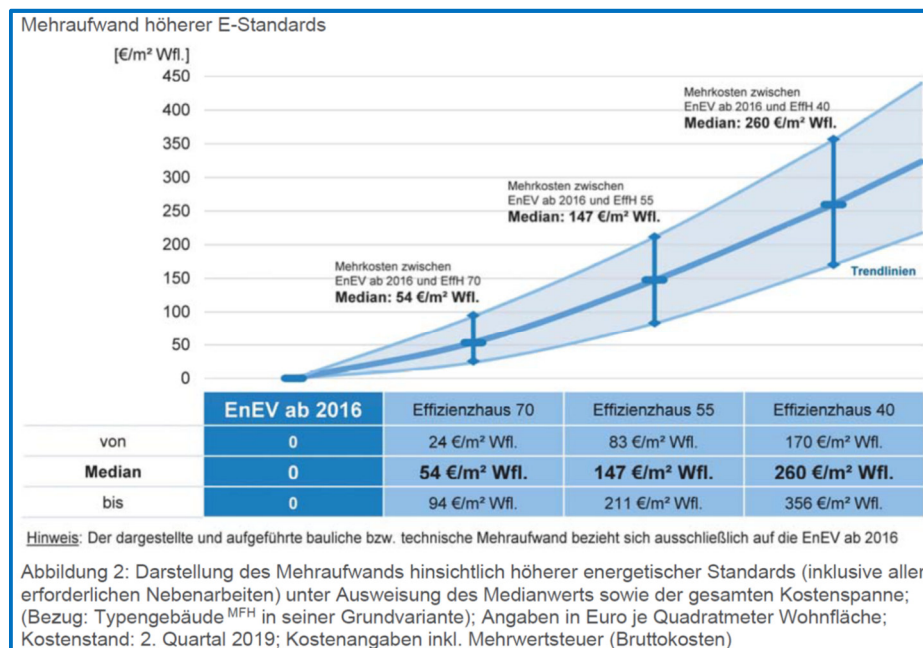 Mehraufwand höherer E-Standards
[€/m² Wfl.]
450
400
350
300
250
200
150
100
50
0
Mehrkosten zwischen
EnEV ab 2016 und EffH 40
Median: 260 €/m² Wfl.
Mehrkosten zwischen
EnEV ab 2016 und EffH 55
Median: 147 €/m² Wfl.
Mehrkosten zwischen
EnEV ab 2016 und EffH 70
Median: 54 €/m² Wfl.
Trendlinien
EnEV ab 2016 Effizienzhaus 70 Effizienzhaus 55 Effizienzhaus 40
von 0 24 €/m² Wfl. 83 €/m² Wfl. 170 €/m² Wfl.
Median 0 54 €/m² Wfl. 147 €/m² Wfl. 260 €/m² Wfl.
bis 0 94 €/m² Wfl. 211 €/m² Wfl. 356 €/m² Wfl.
Hinweis: Der dargestellte und aufgeführte bauliche bzw. technische Mehraufwand bezieht sich ausschließlich auf die EnEV ab 2016
Abbildung 2: Darstellung des Mehraufwands hinsichtlich höherer energetischer Standards (inklusive aller
erforderlichen Nebenarbeiten) unter Ausweisung des Medianwerts sowie der gesamten Kostenspanne;
(Bezug: Typengebäude MFH in seiner Grundvariante); Angaben in Euro je Quadratmeter Wohnfläche;
Kostenstand: 2. Quartal 2019; Kostenangaben inkl. Mehrwertsteuer (Bruttokosten)